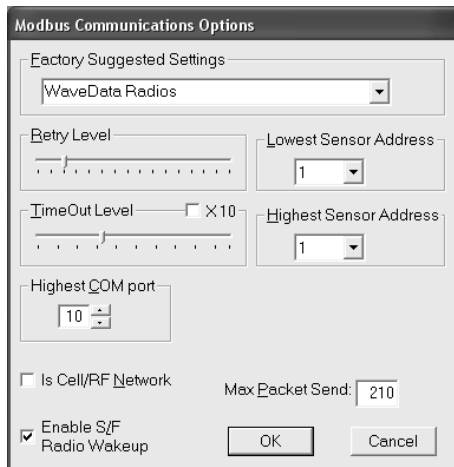 Modbus Communications Options
Factory Suggested Settings
WaveData Radios
Retry Level
Lowest Sensor Address
1
TimeOut Level
X10
Highest Sensor Address
1
Highest COM port
10
Is Cell/RF Network
Max Packet Send: 210
Enable S/F
Radio Wakeup
OK
Cancel